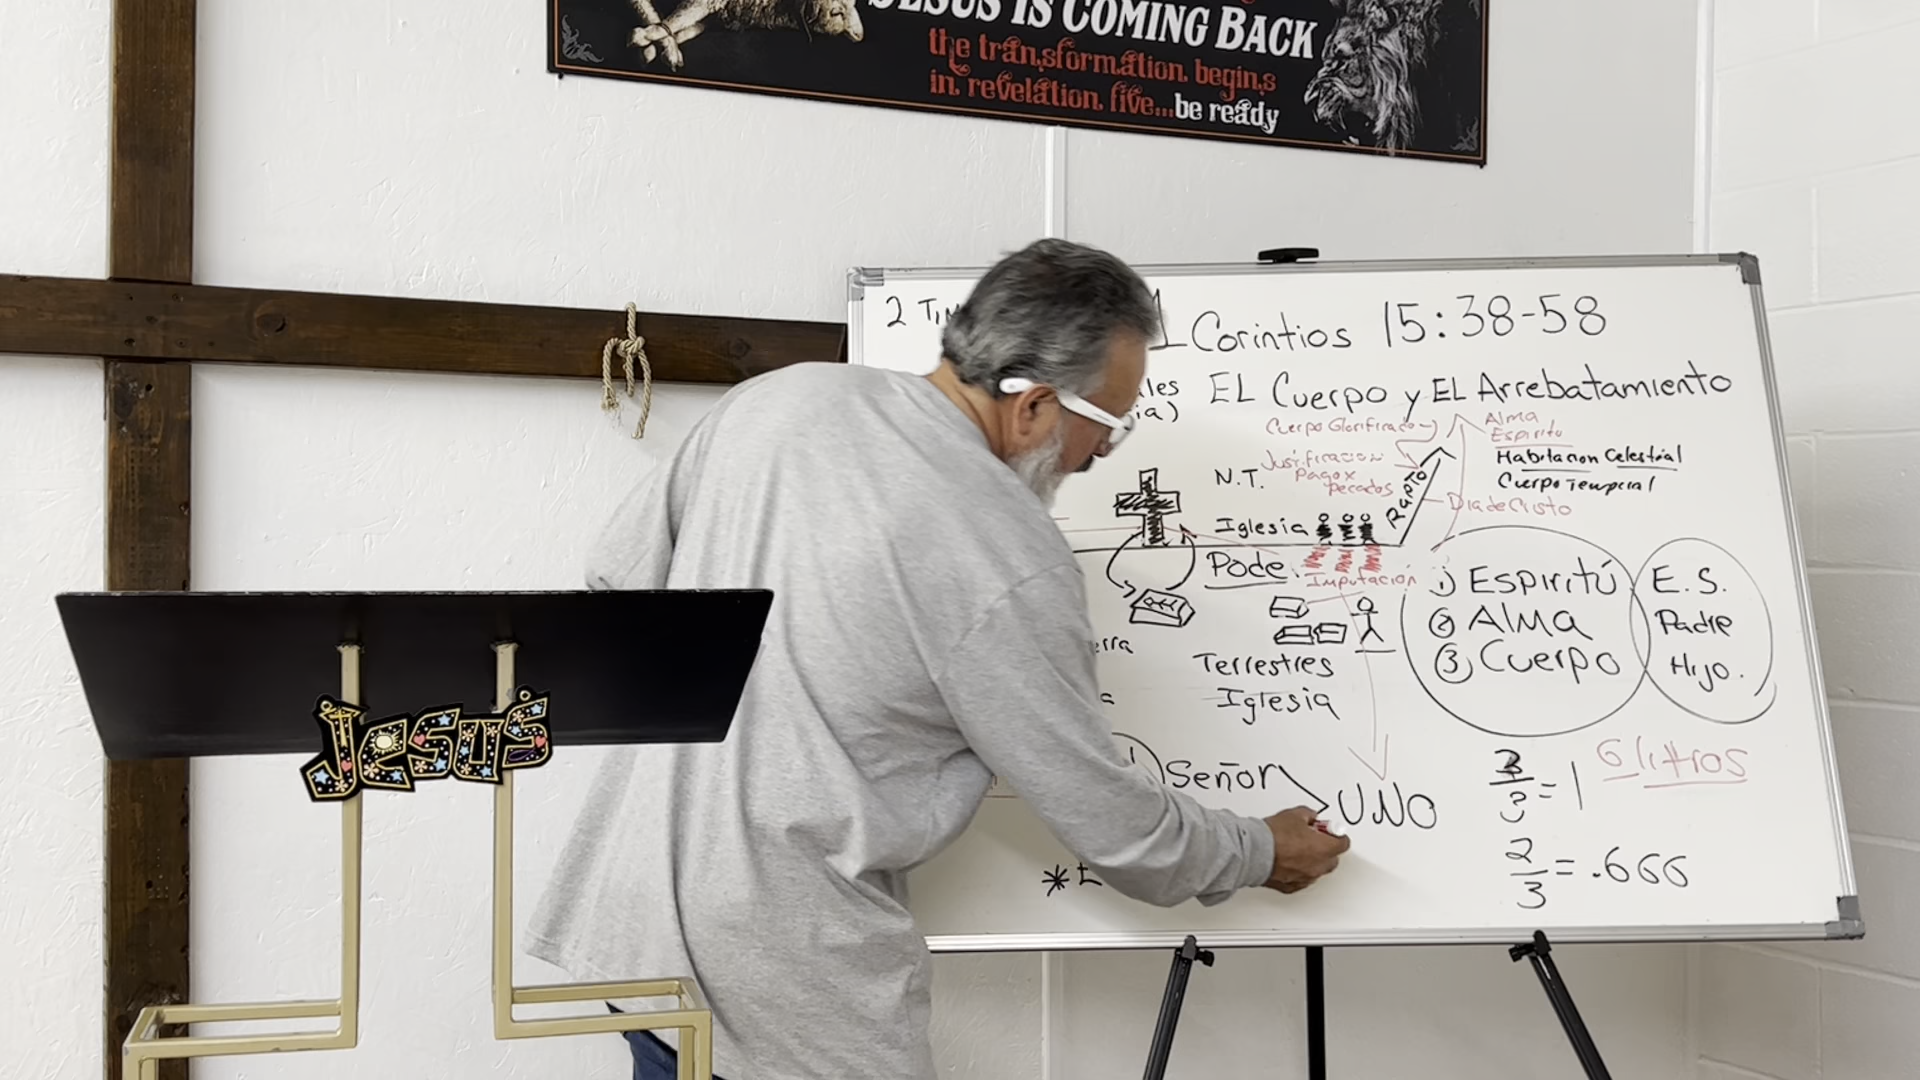 JESUS IS COMING BACK
the transformation begins
in revelation five...be ready
2 Tim
1 Corintios 15:38-58
EL Cuerpo y EL Arrebatamiento
Cuerpo Glorificado
Alma
Espiritu
Habitacion Celestial
Cuerpo Temporal
N.T.
Justificacion
Pago x
pecados
Rapto
Dia de Cristo
Iglesia
Pode.
Imputación
1) Espiritú
2) Alma
3) Cuerpo
E.S.
Padre
Hijo.
Terrestres
Iglesia
1) Señor
UNO
3/3 = 1
6 litros
2/3 = .666
Jesus